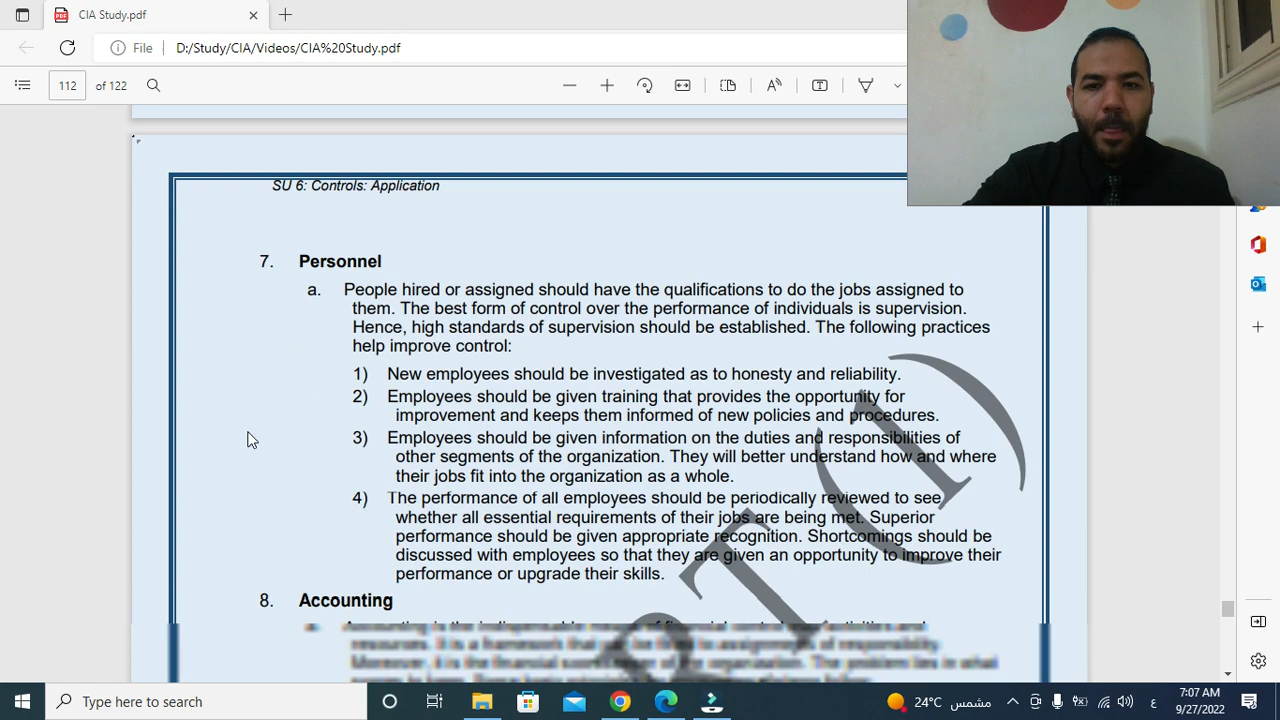 CIA Study.pdf
File D:/Study/CIA/Videos/CIA%20Study.pdf
112 of 122
SU 6: Controls: Application
7. Personnel
a. People hired or assigned should have the qualifications to do the jobs assigned to
them. The best form of control over the performance of individuals is supervision.
Hence, high standards of supervision should be established. The following practices
help improve control:
1) New employees should be investigated as to honesty and reliability.
2) Employees should be given training that provides the opportunity for
improvement and keeps them informed of new policies and procedures.
3) Employees should be given information on the duties and responsibilities of
other segments of the organization. They will better understand how and where
their jobs fit into the organization as a whole.
4) The performance of all employees should be periodically reviewed to see
whether all essential requirements of their jobs are being met. Superior
performance should be given appropriate recognition. Shortcomings should be
discussed with employees so that they are given an opportunity to improve their
performance or upgrade their skills.
8. Accounting
PT (1)
Type here to search
24°C مشمس
ع
7:07 AM
9/27/2022